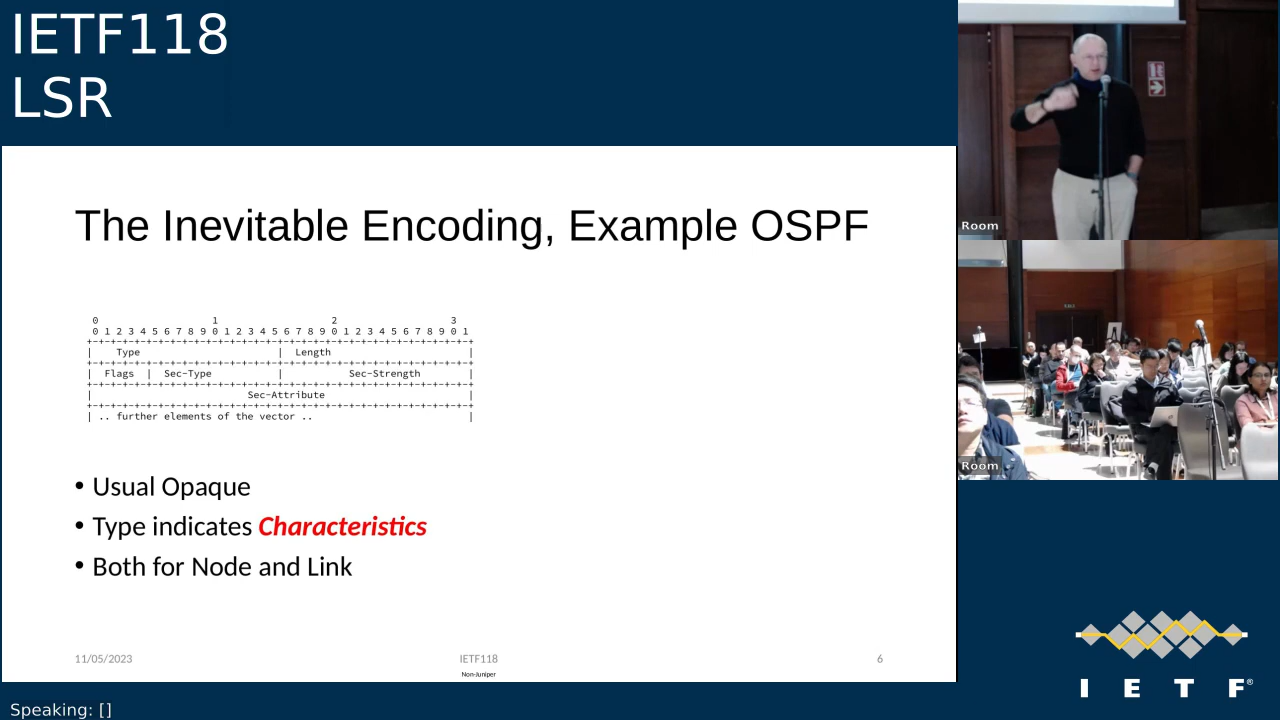 IETF118
LSR
The Inevitable Encoding, Example OSPF
0                   1                   2                   3
0 1 2 3 4 5 6 7 8 9 0 1 2 3 4 5 6 7 8 9 0 1 2 3 4 5 6 7 8 9 0 1
+-+-+-+-+-+-+-+-+-+-+-+-+-+-+-+-+-+-+-+-+-+-+-+-+-+-+-+-+-+-+-+-+
|    Type                       |  Length                       |
+-+-+-+-+-+-+-+-+-+-+-+-+-+-+-+-+-+-+-+-+-+-+-+-+-+-+-+-+-+-+-+-+
|  Flags  |  Sec-Type           |           Sec-Strength        |
+-+-+-+-+-+-+-+-+-+-+-+-+-+-+-+-+-+-+-+-+-+-+-+-+-+-+-+-+-+-+-+-+
|                          Sec-Attribute                        |
+-+-+-+-+-+-+-+-+-+-+-+-+-+-+-+-+-+-+-+-+-+-+-+-+-+-+-+-+-+-+-+-+
| .. further elements of the vector ..                          |
• Usual Opaque
• Type indicates Characteristics
• Both for Node and Link
11/05/2023 IETF118 6
Non-Juniper
Room
Room
I E T F®
Speaking: []